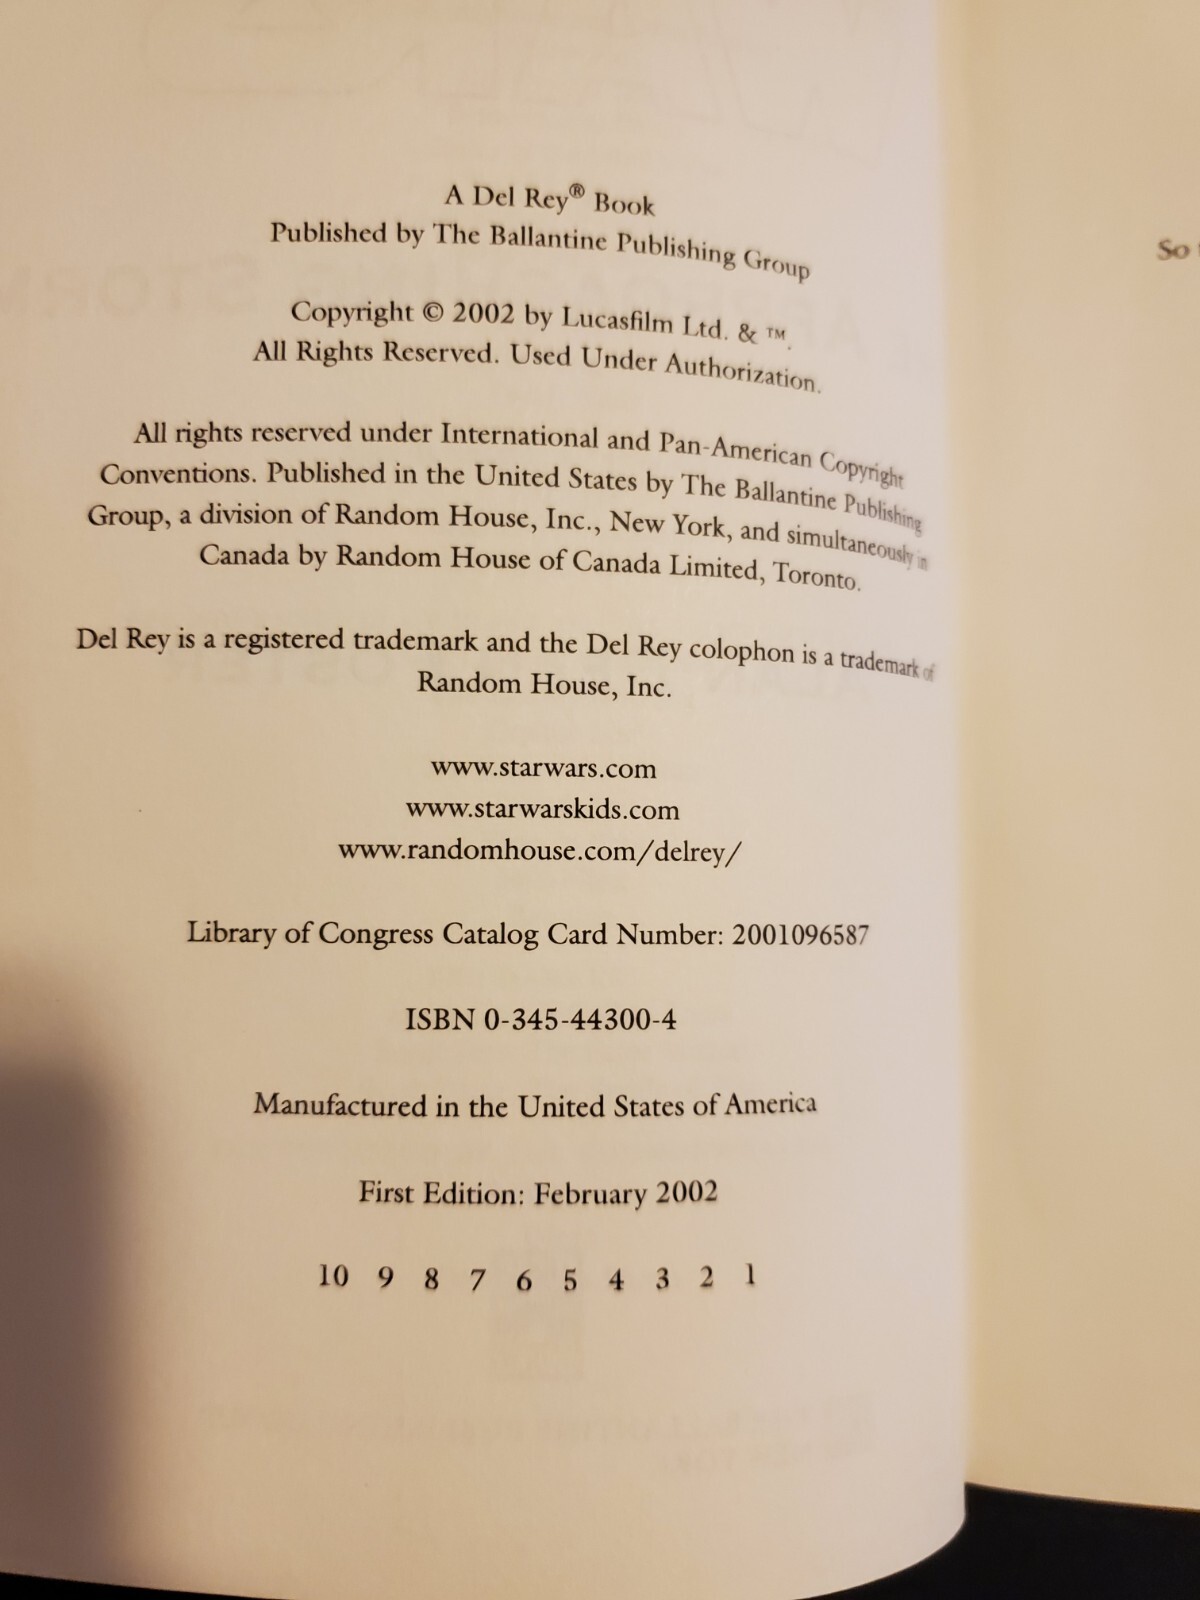 A Del Rey® Book
Published by The Ballantine Publishing Group
Copyright © 2002 by Lucasfilm Ltd. & ™.
All Rights Reserved. Used Under Authorization.
All rights reserved under International and Pan-American Copyright
Conventions. Published in the United States by The Ballantine Publishing
Group, a division of Random House, Inc., New York, and simultaneously in
Canada by Random House of Canada Limited, Toronto.
Del Rey is a registered trademark and the Del Rey colophon is a trademark of
Random House, Inc.
www.starwars.com
www.starwarskids.com
www.randomhouse.com/delrey/
Library of Congress Catalog Card Number: 2001096587
ISBN 0-345-44300-4
Manufactured in the United States of America
First Edition: February 2002
10 9 8 7 6 5 4 3 2 1
So